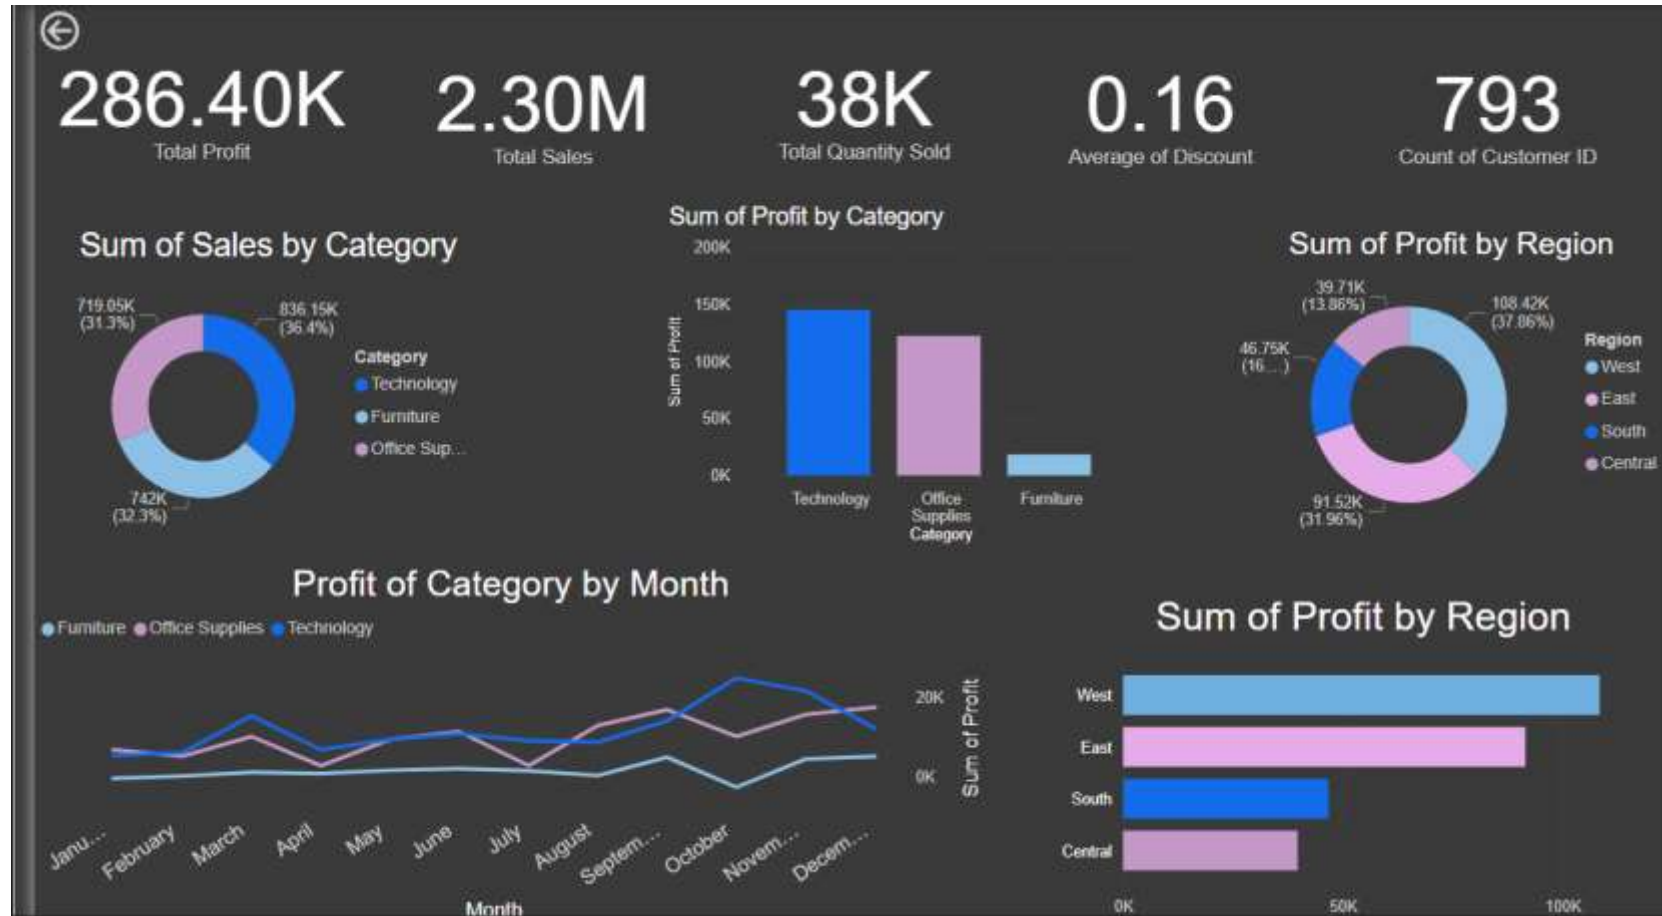 286.40K
Total Profit
2.30M
Total Sales
38K
Total Quantity Sold
0.16
Average of Discount
793
Count of Customer ID
Sum of Sales by Category
719.05K
(31.3%)
836.15K
(36.4%)
742K
(32.3%)
Category
Technology
Furniture
Office Sup...
Sum of Profit by Category
Sum of Profit
200K
150K
100K
50K
0K
Technology
Office
Supplies
Furniture
Category
Sum of Profit by Region
39.71K
(13.86%)
108.42K
(37.86%)
46.75K
(16....)
91.52K
(31.96%)
Region
West
East
South
Central
Profit of Category by Month
Furniture Office Supplies Technology
20K
0K
Sum of Profit
Janu... February March April May June July August Septem... October Novem... Decem...
Month
Sum of Profit by Region
West
East
South
Central
0K 50K 100K